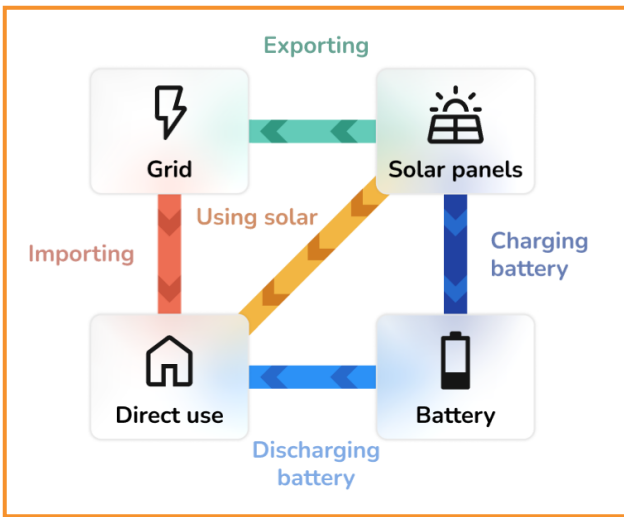 Exporting
Grid
Solar panels
Using solar
Importing
Charging
battery
Direct use
Battery
Discharging
battery